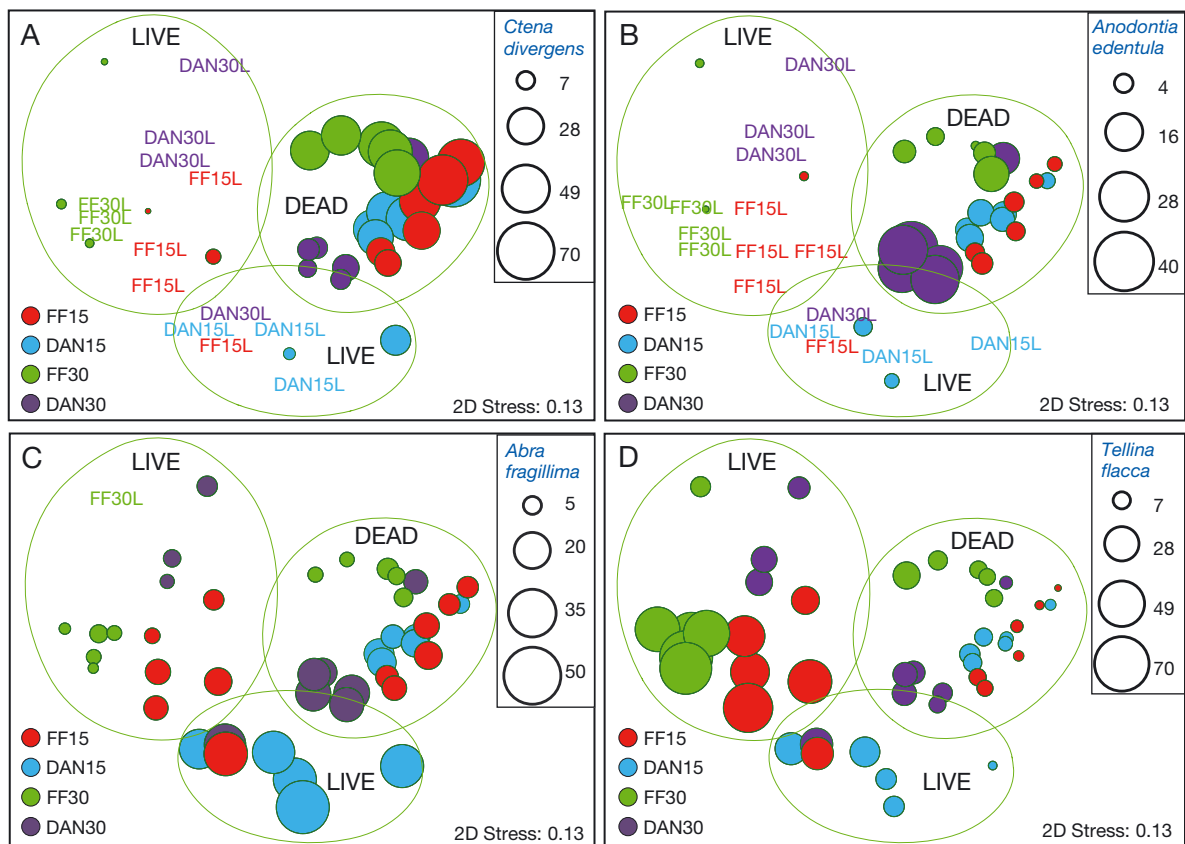 A
LIVE
DAN30L
DAN30L
DAN30L
FF15L
FF30L
FF30L
FF30L
FF15L
FF15L
DEAD
DAN30L
DAN15L
DAN15L
FF15L
LIVE
DAN15L
Ctena
divergens
7
28
49
70
FF15
DAN15
FF30
DAN30
2D Stress: 0.13
B
LIVE
DAN30L
DAN30L
DAN30L
FF30L
FF30L
FF15L
FF30L
FF30L
FF15L
FF15L
FF15L
DEAD
DAN30L
DAN15L
FF15L
DAN15L
DAN15L
LIVE
Anodontia
edentula
4
16
28
40
FF15
DAN15
FF30
DAN30
2D Stress: 0.13
C
LIVE
FF30L
DEAD
LIVE
Abra
fragillima
5
20
35
50
FF15
DAN15
FF30
DAN30
2D Stress: 0.13
D
LIVE
DEAD
LIVE
Tellina
flacca
7
28
49
70
FF15
DAN15
FF30
DAN30
2D Stress: 0.13